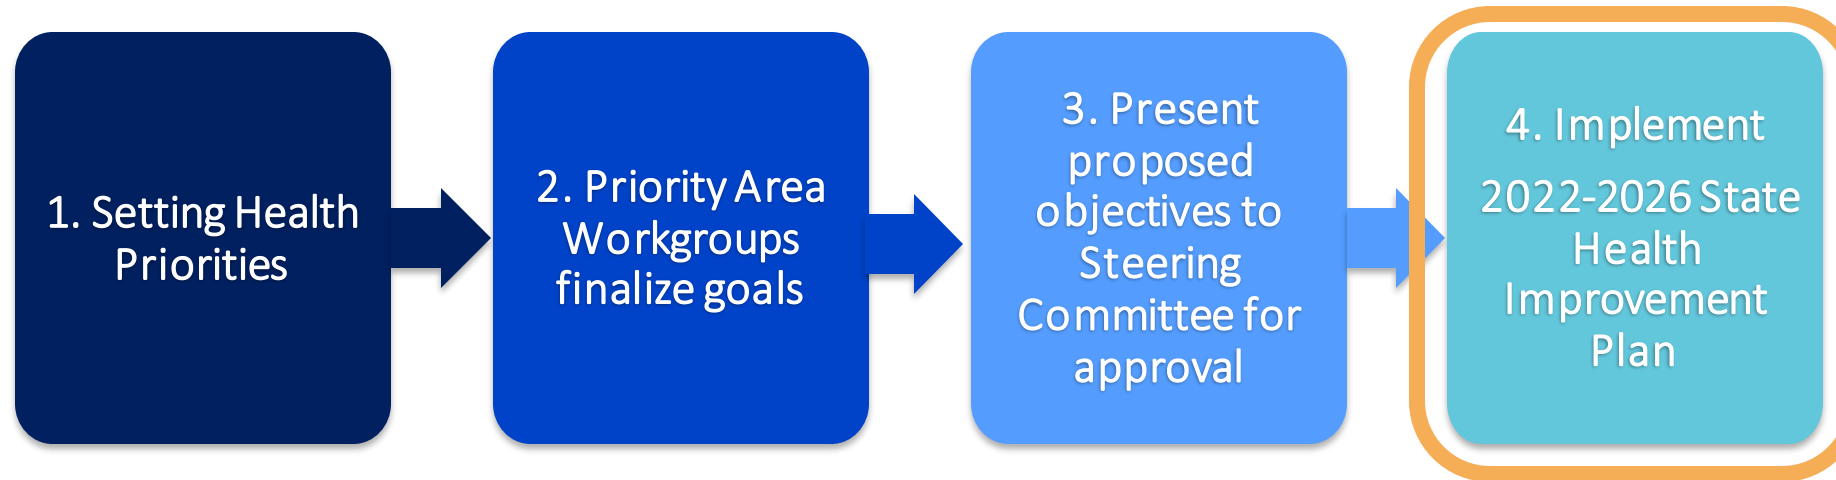 1. Setting Health
Priorities
2. Priority Area
Workgroups
finalize goals
3. Present
proposed
objectives to
Steering
Committee for
approval
4. Implement
2022-2026 State
Health
Improvement
Plan